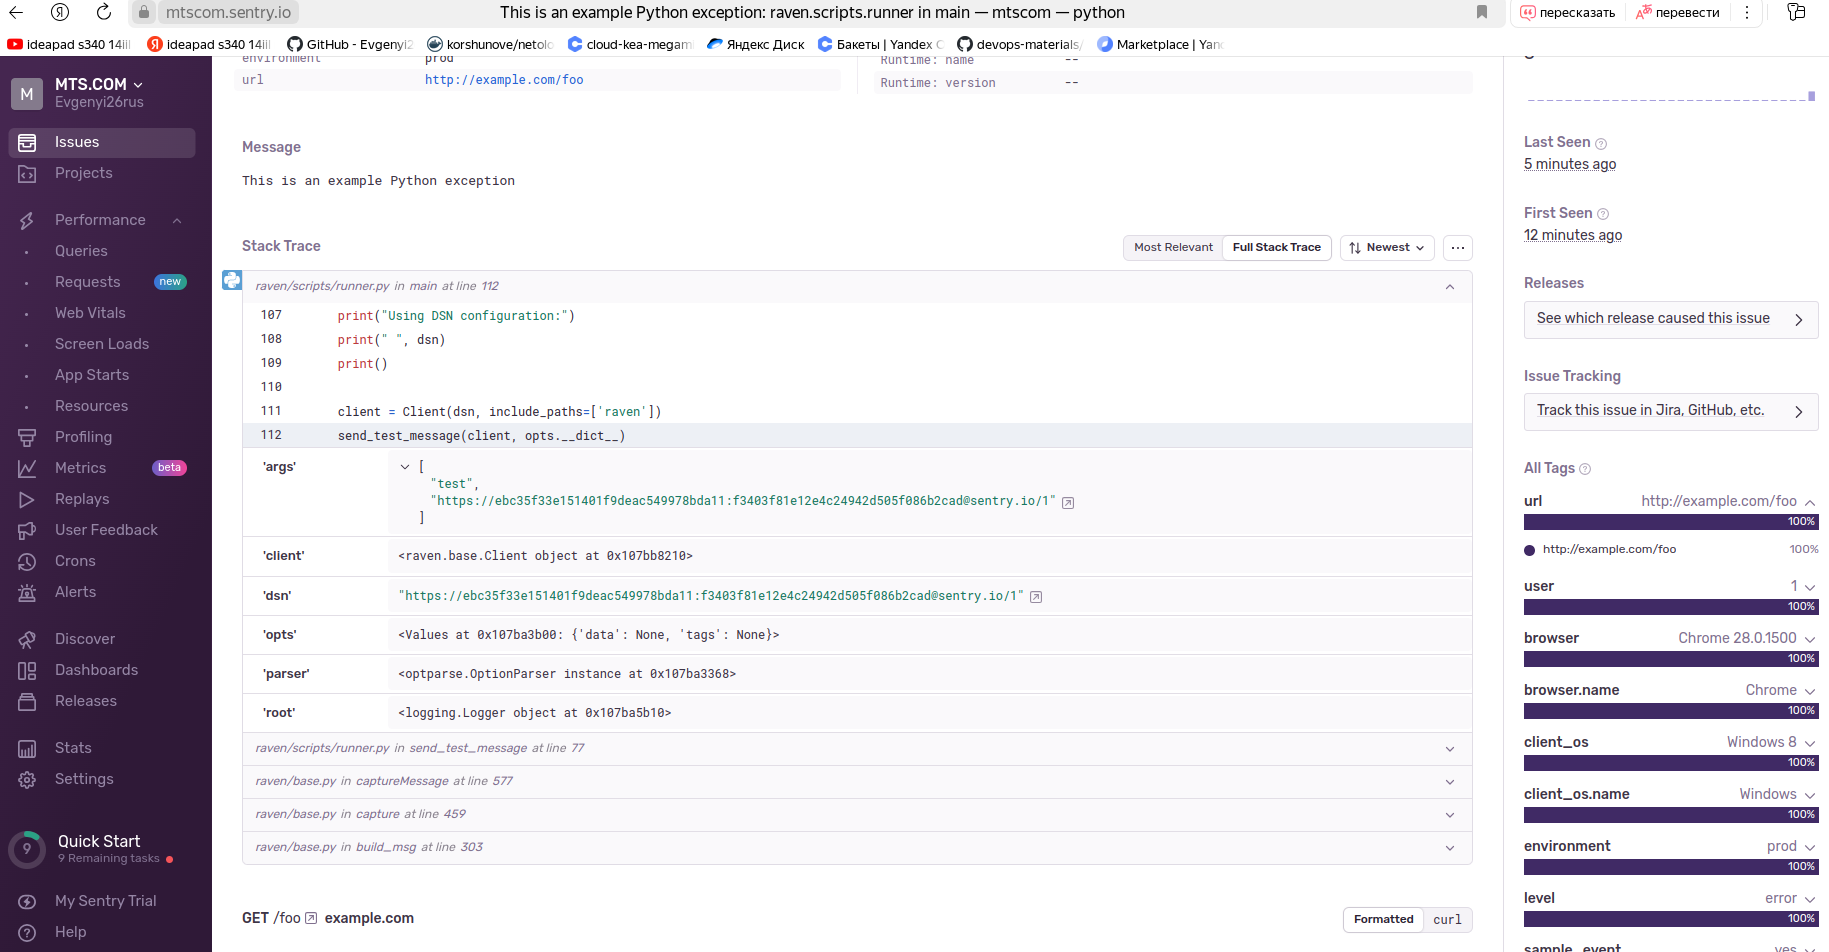 mtscom.sentry.io
This is an example Python exception: raven.scripts.runner in main — mtscom — python
пересказать
перевести
ideapad s340 14iil
ideapad s340 14iil
GitHub - Evgenyi2
korshunove/netolo
cloud-kea-megam
Яндекс Диск
Бакеты | Yandex C
devops-materials/
Marketplace | Yan
M
MTS.COM
Evgenyi26rus
Issues
Projects
Performance
Queries
Requests
new
Web Vitals
Screen Loads
App Starts
Resources
Profiling
Metrics
beta
Replays
User Feedback
Crons
Alerts
Discover
Dashboards
Releases
Stats
Settings
9
Quick Start
9 Remaining tasks
My Sentry Trial
Help
environment prod
url http://example.com/foo
Runtime: name --
Runtime: version --
Message
This is an example Python exception
Stack Trace
Most Relevant
Full Stack Trace
Newest
raven/scripts/runner.py in main at line 112
107 print("Using DSN configuration:")
108 print(" ", dsn)
109 print()
110
111 client = Client(dsn, include_paths=['raven'])
112 send_test_message(client, opts.__dict__)
'args' [
"test",
"https://ebc35f33e151401f9deac549978bda11:f3403f81e12e4c24942d505f086b2cad@sentry.io/1"
]
'client' <raven.base.Client object at 0x107bb8210>
'dsn' "https://ebc35f33e151401f9deac549978bda11:f3403f81e12e4c24942d505f086b2cad@sentry.io/1"
'opts' <Values at 0x107ba3b00: {'data': None, 'tags': None}>
'parser' <optparse.OptionParser instance at 0x107ba3368>
'root' <logging.Logger object at 0x107ba5b10>
raven/scripts/runner.py in send_test_message at line 77
raven/base.py in captureMessage at line 577
raven/base.py in capture at line 459
raven/base.py in build_msg at line 303
GET /foo example.com
Formatted
curl
Last Seen
5 minutes ago
First Seen
12 minutes ago
Releases
See which release caused this issue
Issue Tracking
Track this issue in Jira, GitHub, etc.
All Tags
url http://example.com/foo
100%
http://example.com/foo 100%
user 1
100%
browser Chrome 28.0.1500
100%
browser.name Chrome
100%
client_os Windows 8
100%
client_os.name Windows
100%
environment prod
100%
level error
100%
sample_event yes